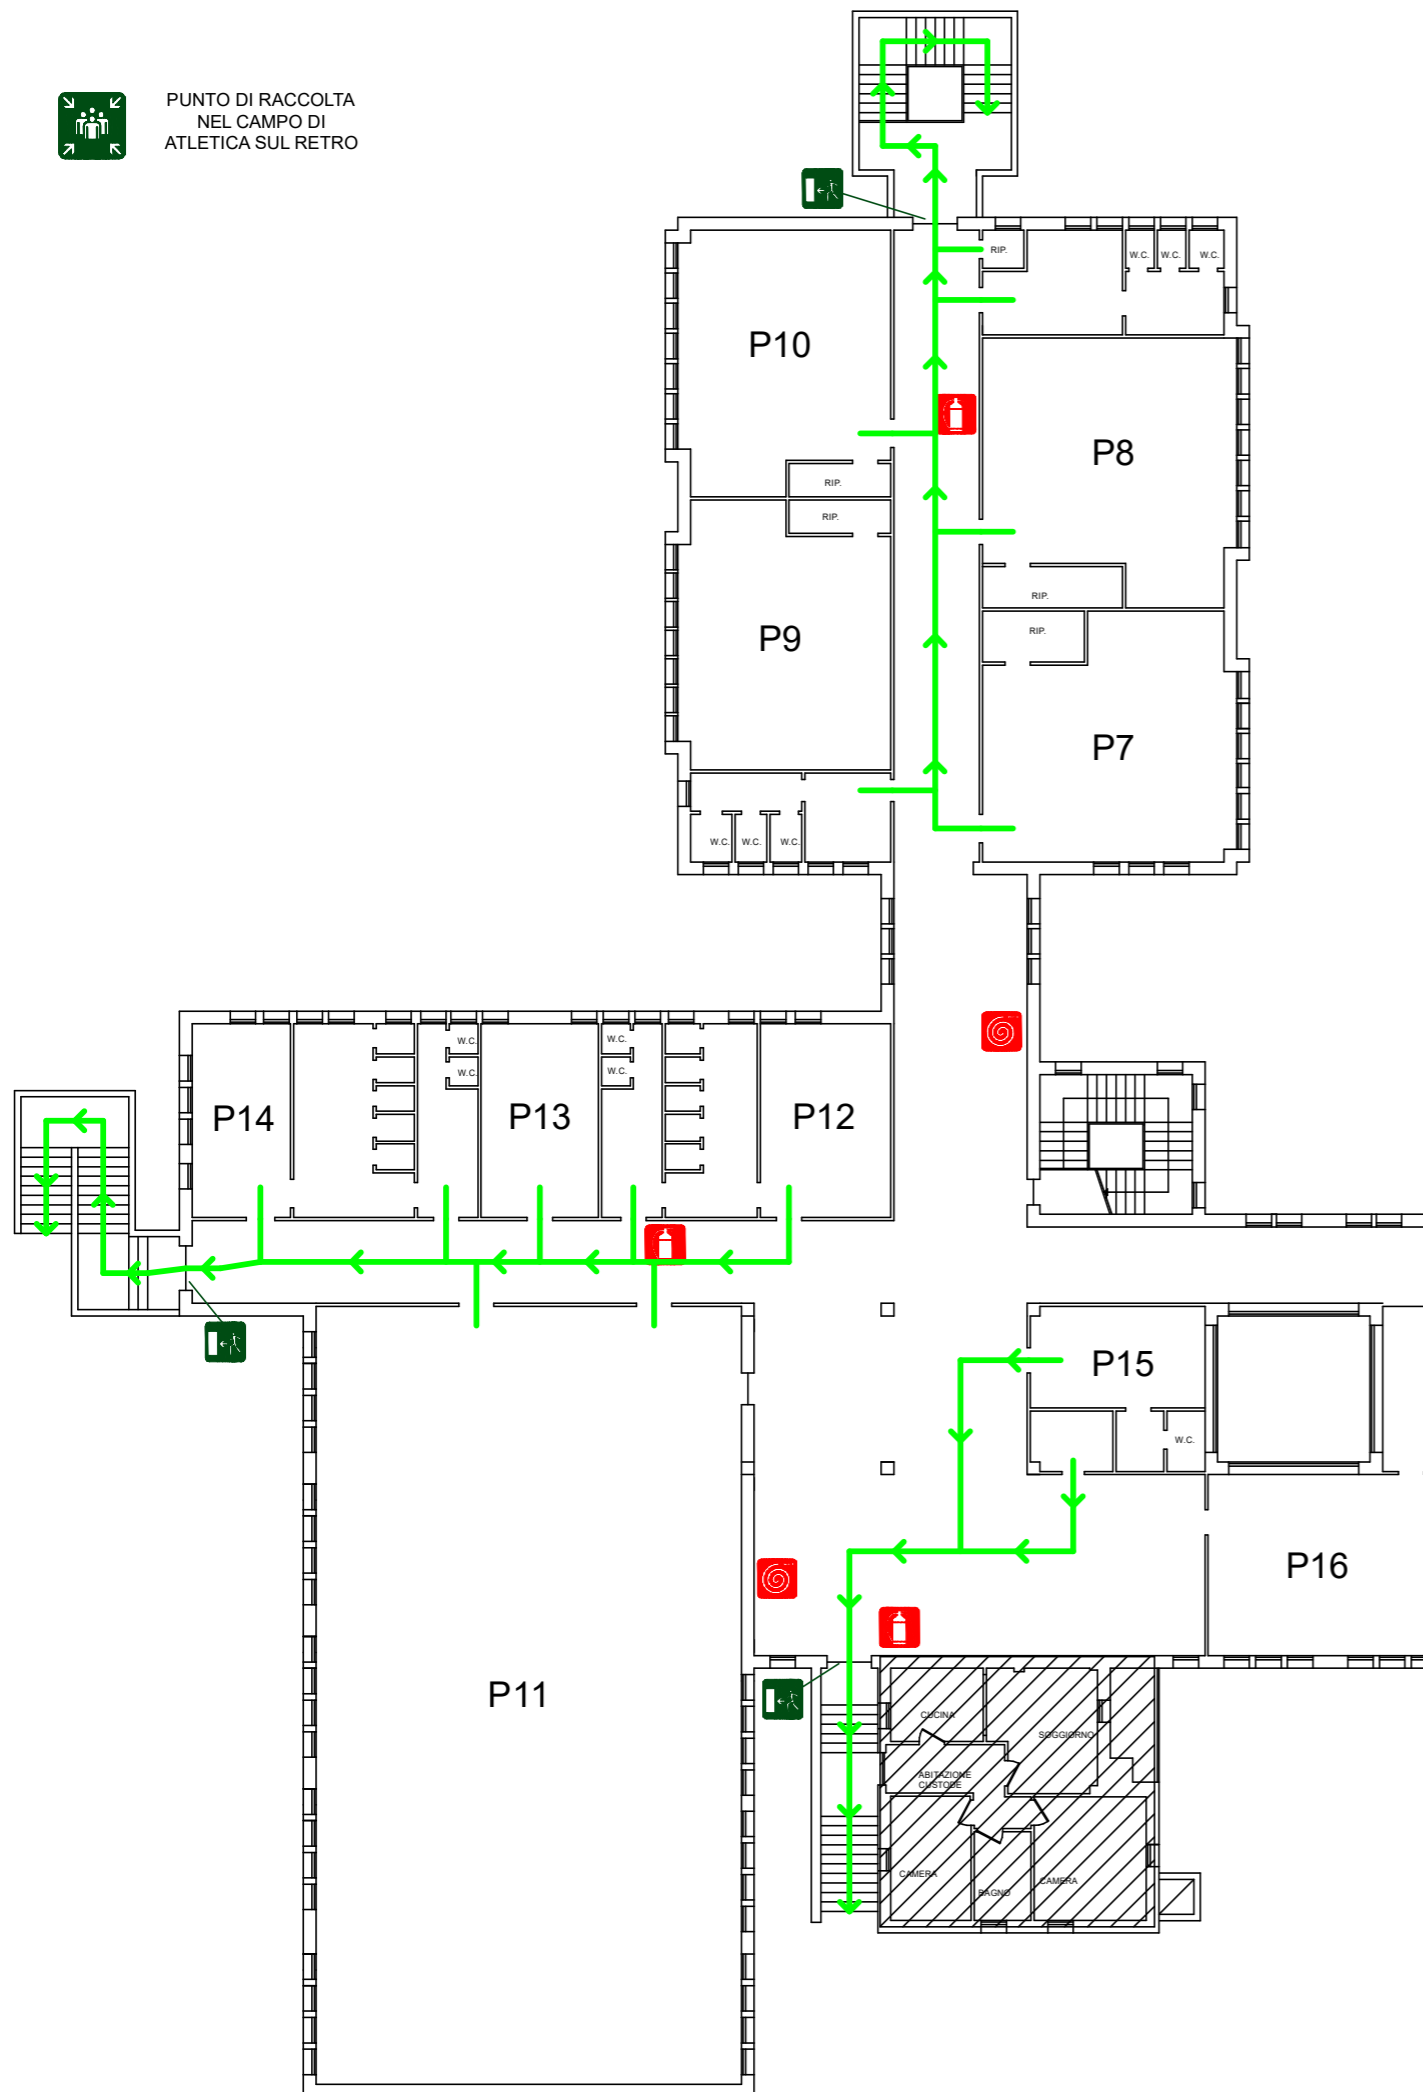 PUNTO DI RACCOLTA
NEL CAMPO DI
ATLETICA SUL RETRO
RIP.
W.C.
W.C.
W.C.
P10
P8
RIP.
RIP.
RIP.
RIP.
P9
P7
W.C.
W.C.
W.C.
W.C.
W.C.
W.C.
W.C.
P14
P13
P12
P15
W.C.
P16
P11
CUCINA
SOGGIORNO
ABITAZIONE
CUSTODE
CAMERA
BAGNO
CAMERA